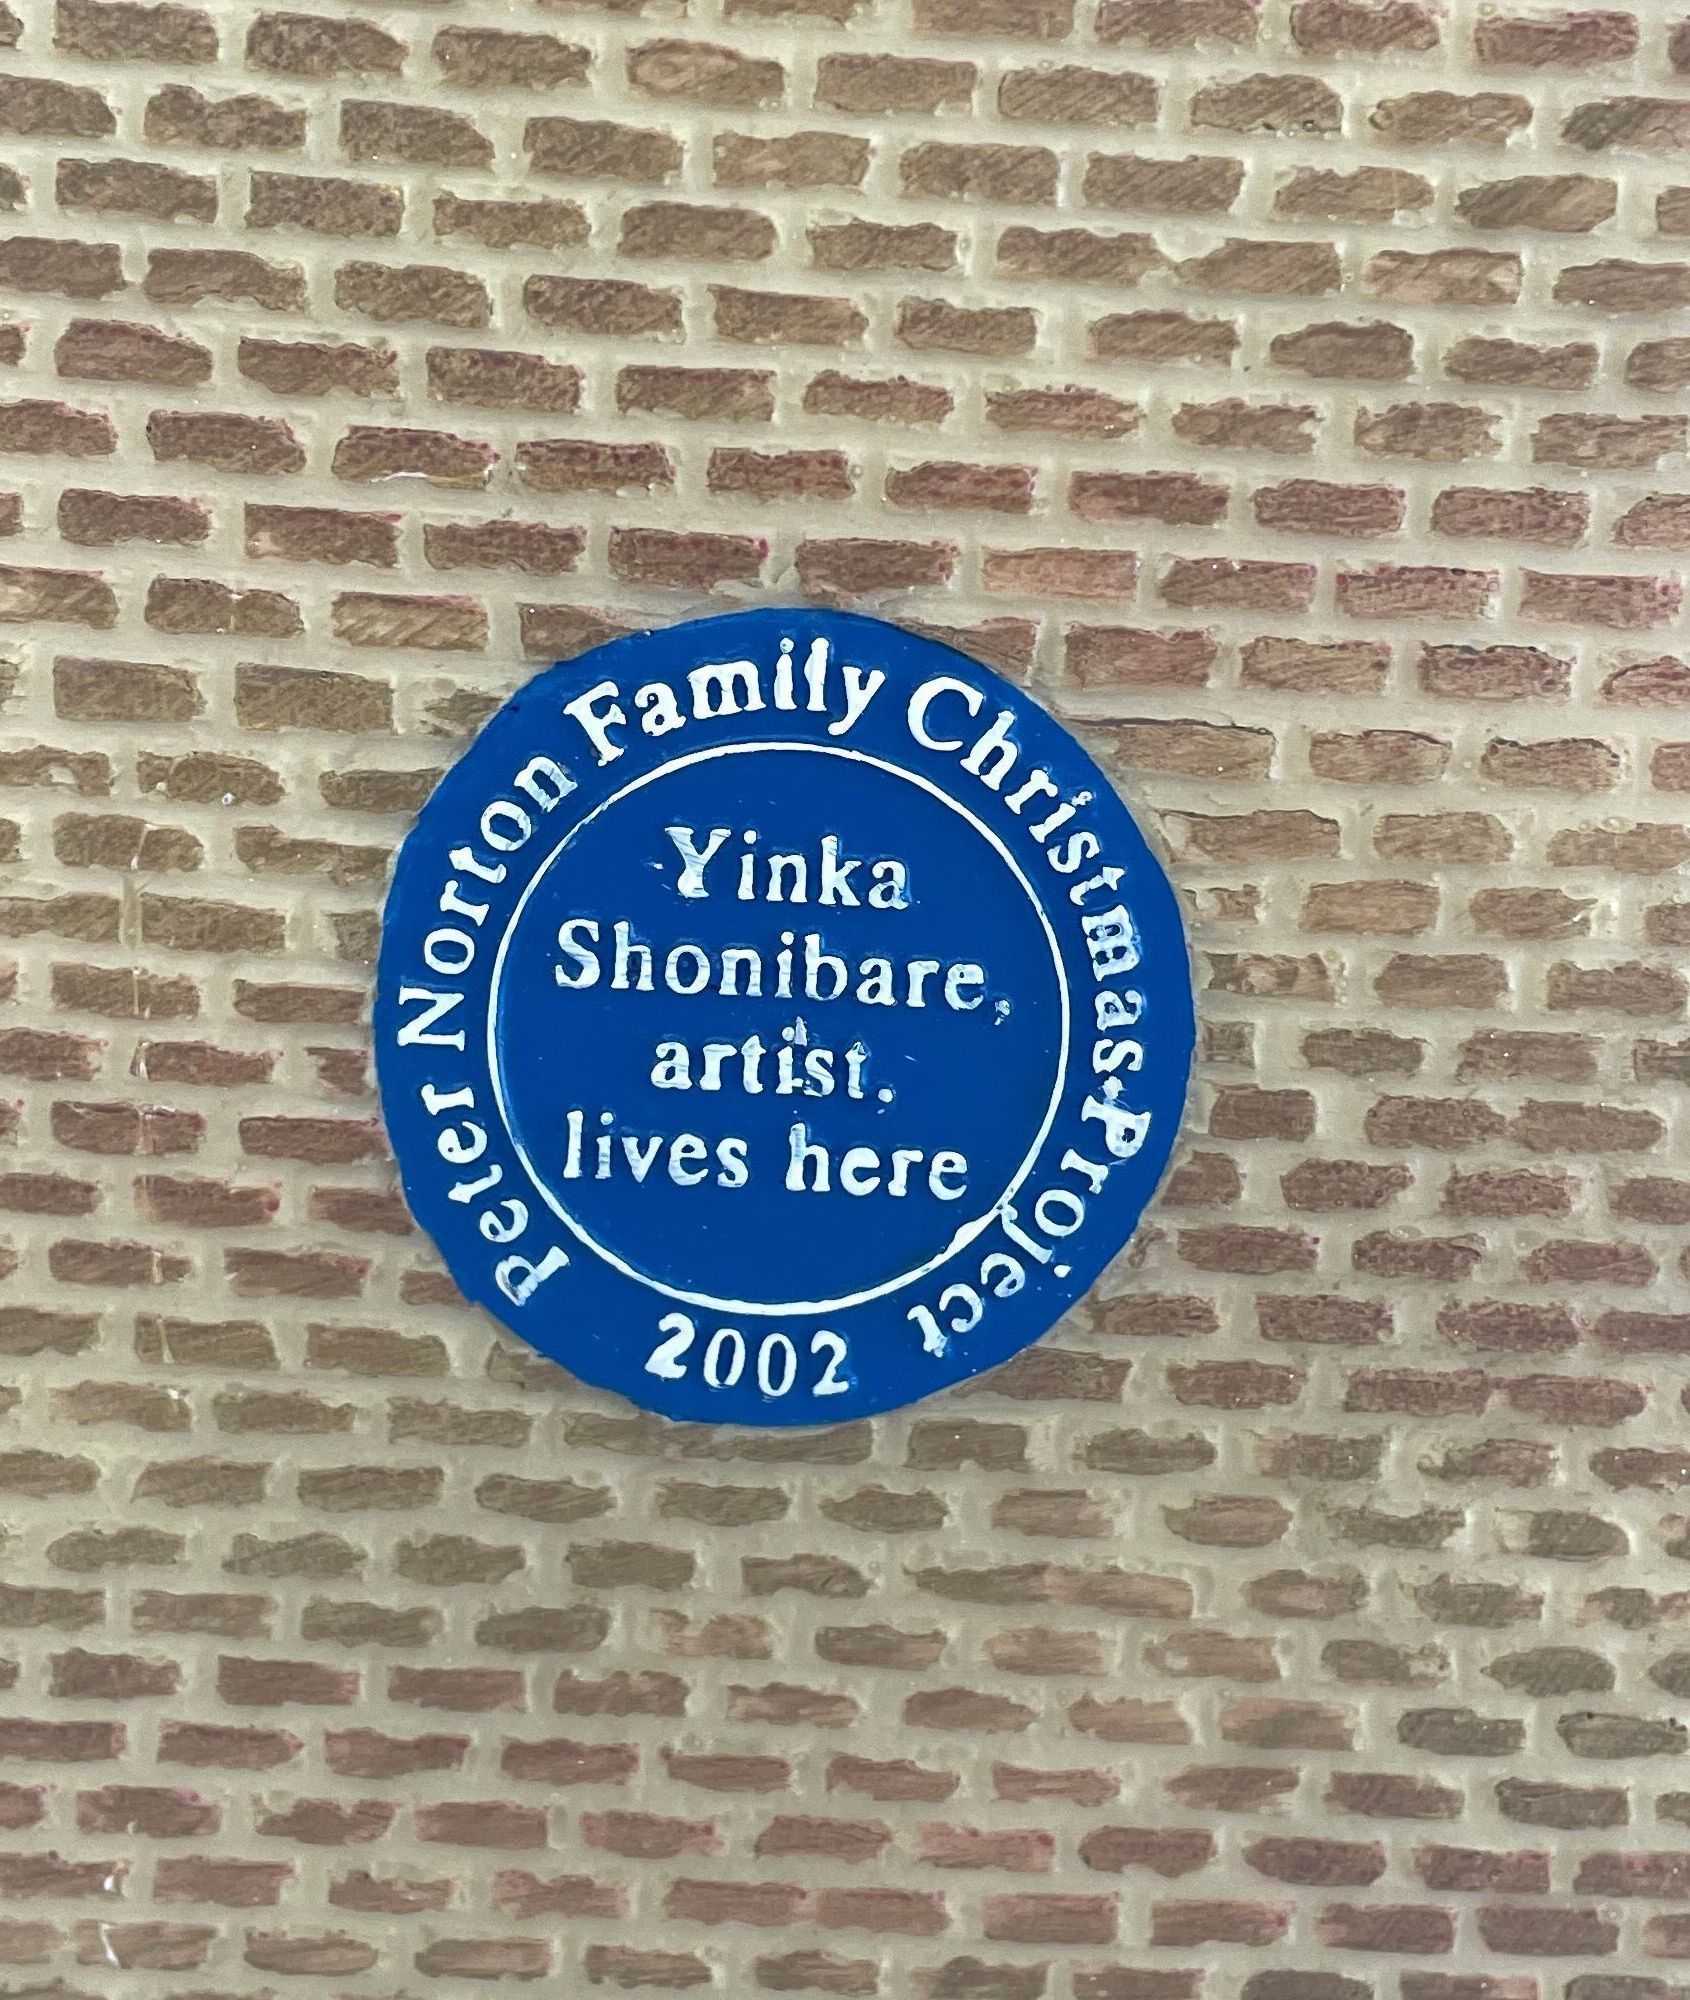 Peter Norton Family Christmas Project
Yinka
Shonibare,
artist.
lives here
2002